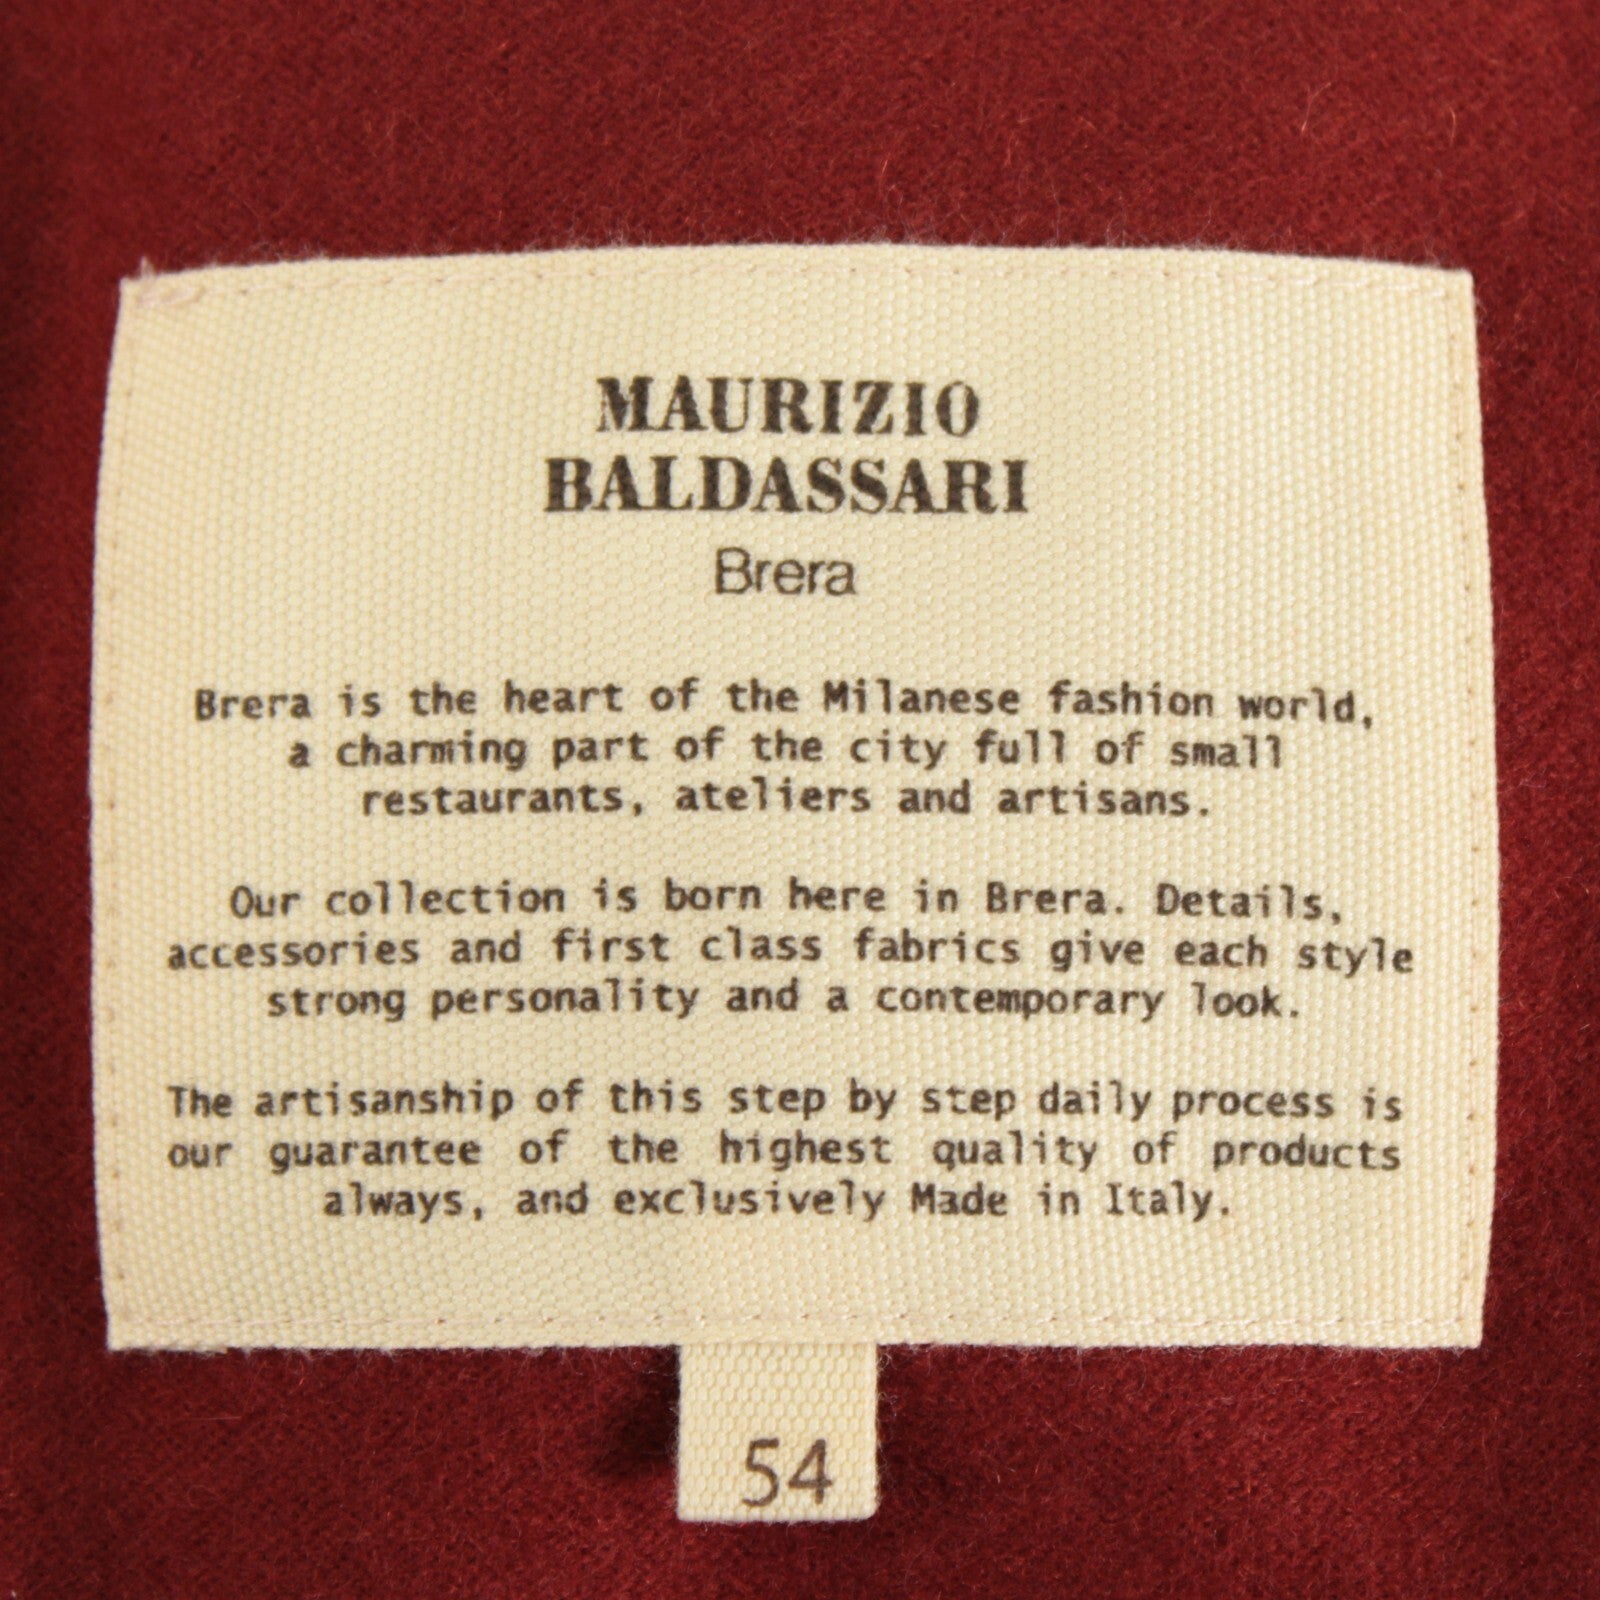 MAURIZIO
BALDASSARI
Brera
Brera is the heart of the Milanese fashion world,
a charming part of the city full of small
restaurants, ateliers and artisans.
Our collection is born here in Brera. Details,
accessories and first class fabrics give each style
strong personality and a contemporary look.
The artisanship of this step by step daily process is
our guarantee of the highest quality of products
always, and exclusively Made in Italy.
54